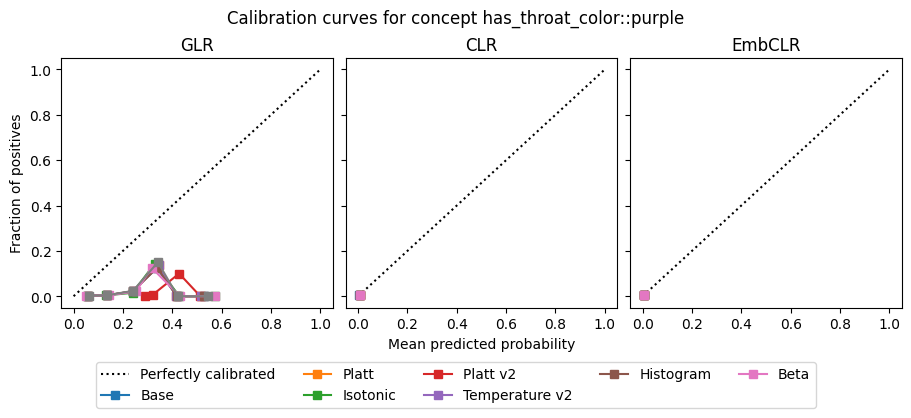 Calibration curves for concept has_throat_color::purple
GLR
CLR
EmbCLR
Fraction of positives
1.0
0.8
0.6
0.4
0.2
0.0
0.0 0.2 0.4 0.6 0.8 1.0
0.0 0.2 0.4 0.6 0.8 1.0
0.0 0.2 0.4 0.6 0.8 1.0
Mean predicted probability
Perfectly calibrated
Base
Platt
Isotonic
Platt v2
Temperature v2
Histogram
Beta